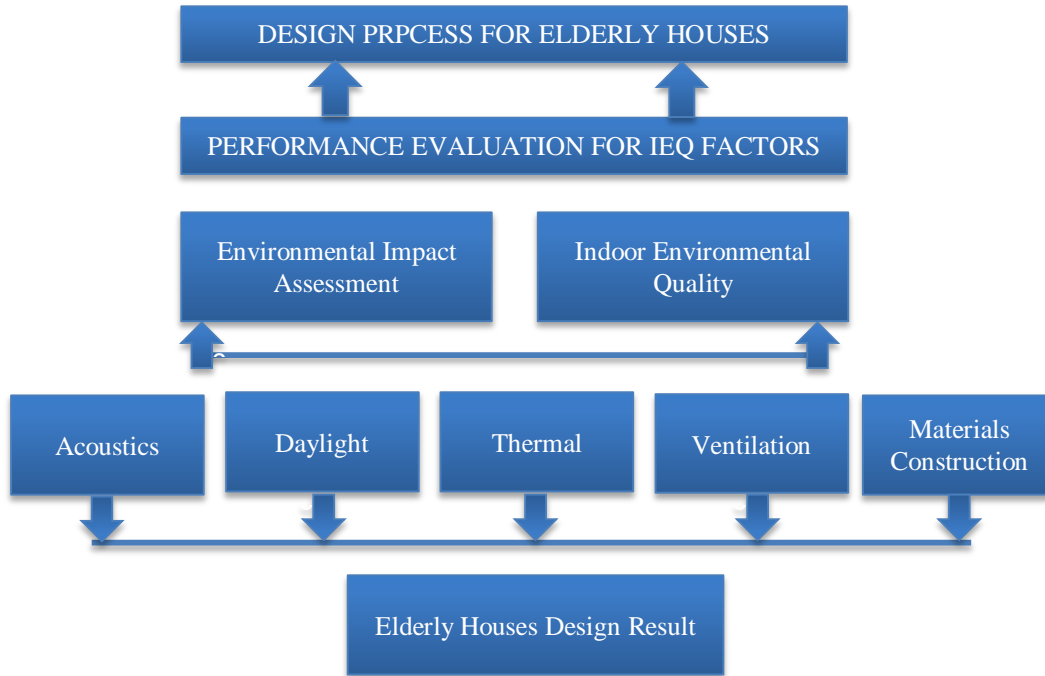 DESIGN PRPCESS FOR ELDERLY HOUSES
PERFORMANCE EVALUATION FOR IEQ FACTORS
Environmental Impact
Assessment
Indoor Environmental
Quality
Acoustics
Daylight
Thermal
Ventilation
Materials
Construction
Elderly Houses Design Result